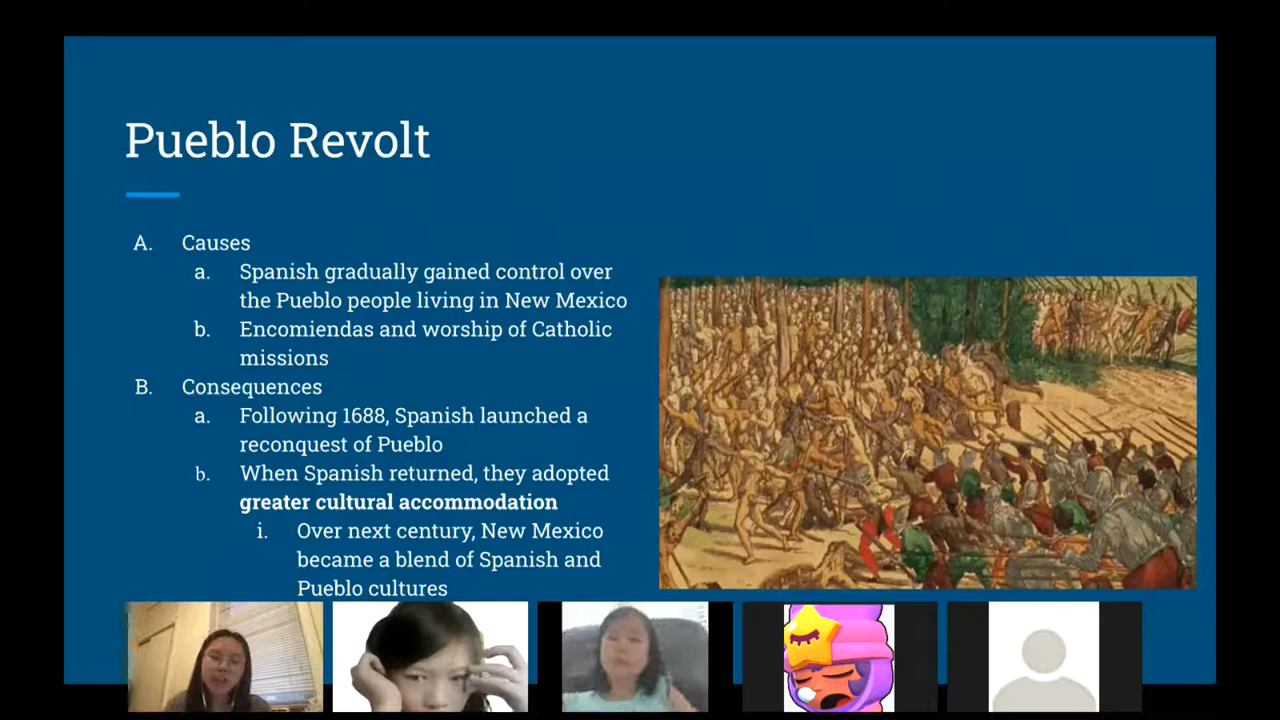 Pueblo Revolt
A. Causes
a. Spanish gradually gained control over
the Pueblo people living in New Mexico
b. Encomiendas and worship of Catholic
missions
B. Consequences
a. Following 1688, Spanish launched a
reconquest of Pueblo
b. When Spanish returned, they adopted
greater cultural accommodation
i. Over next century, New Mexico
became a blend of Spanish and
Pueblo cultures